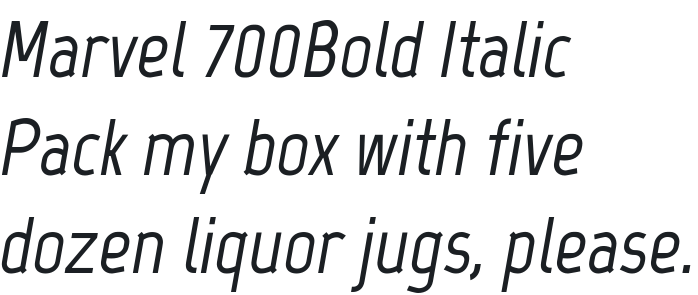 Marvel 700Bold Italic
Pack my box with five
dozen liquor jugs, please.